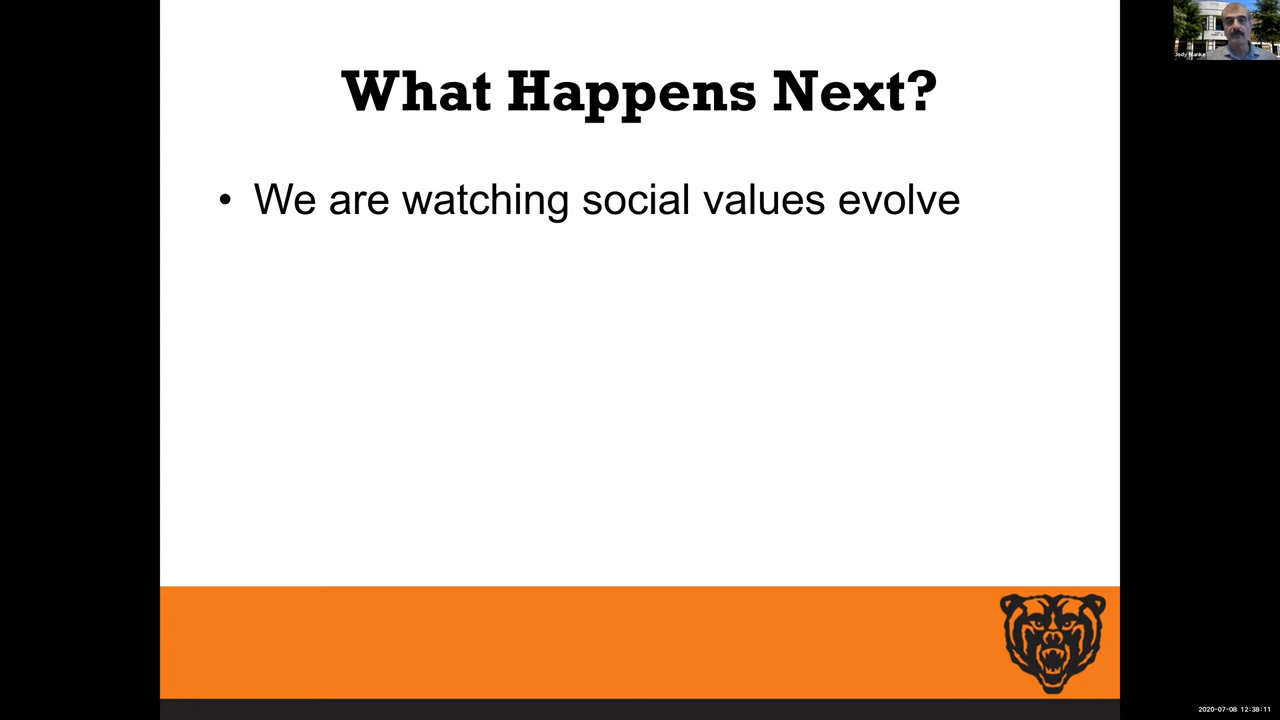 What Happens Next?
• We are watching social values evolve
2020-07-08 12:38:11